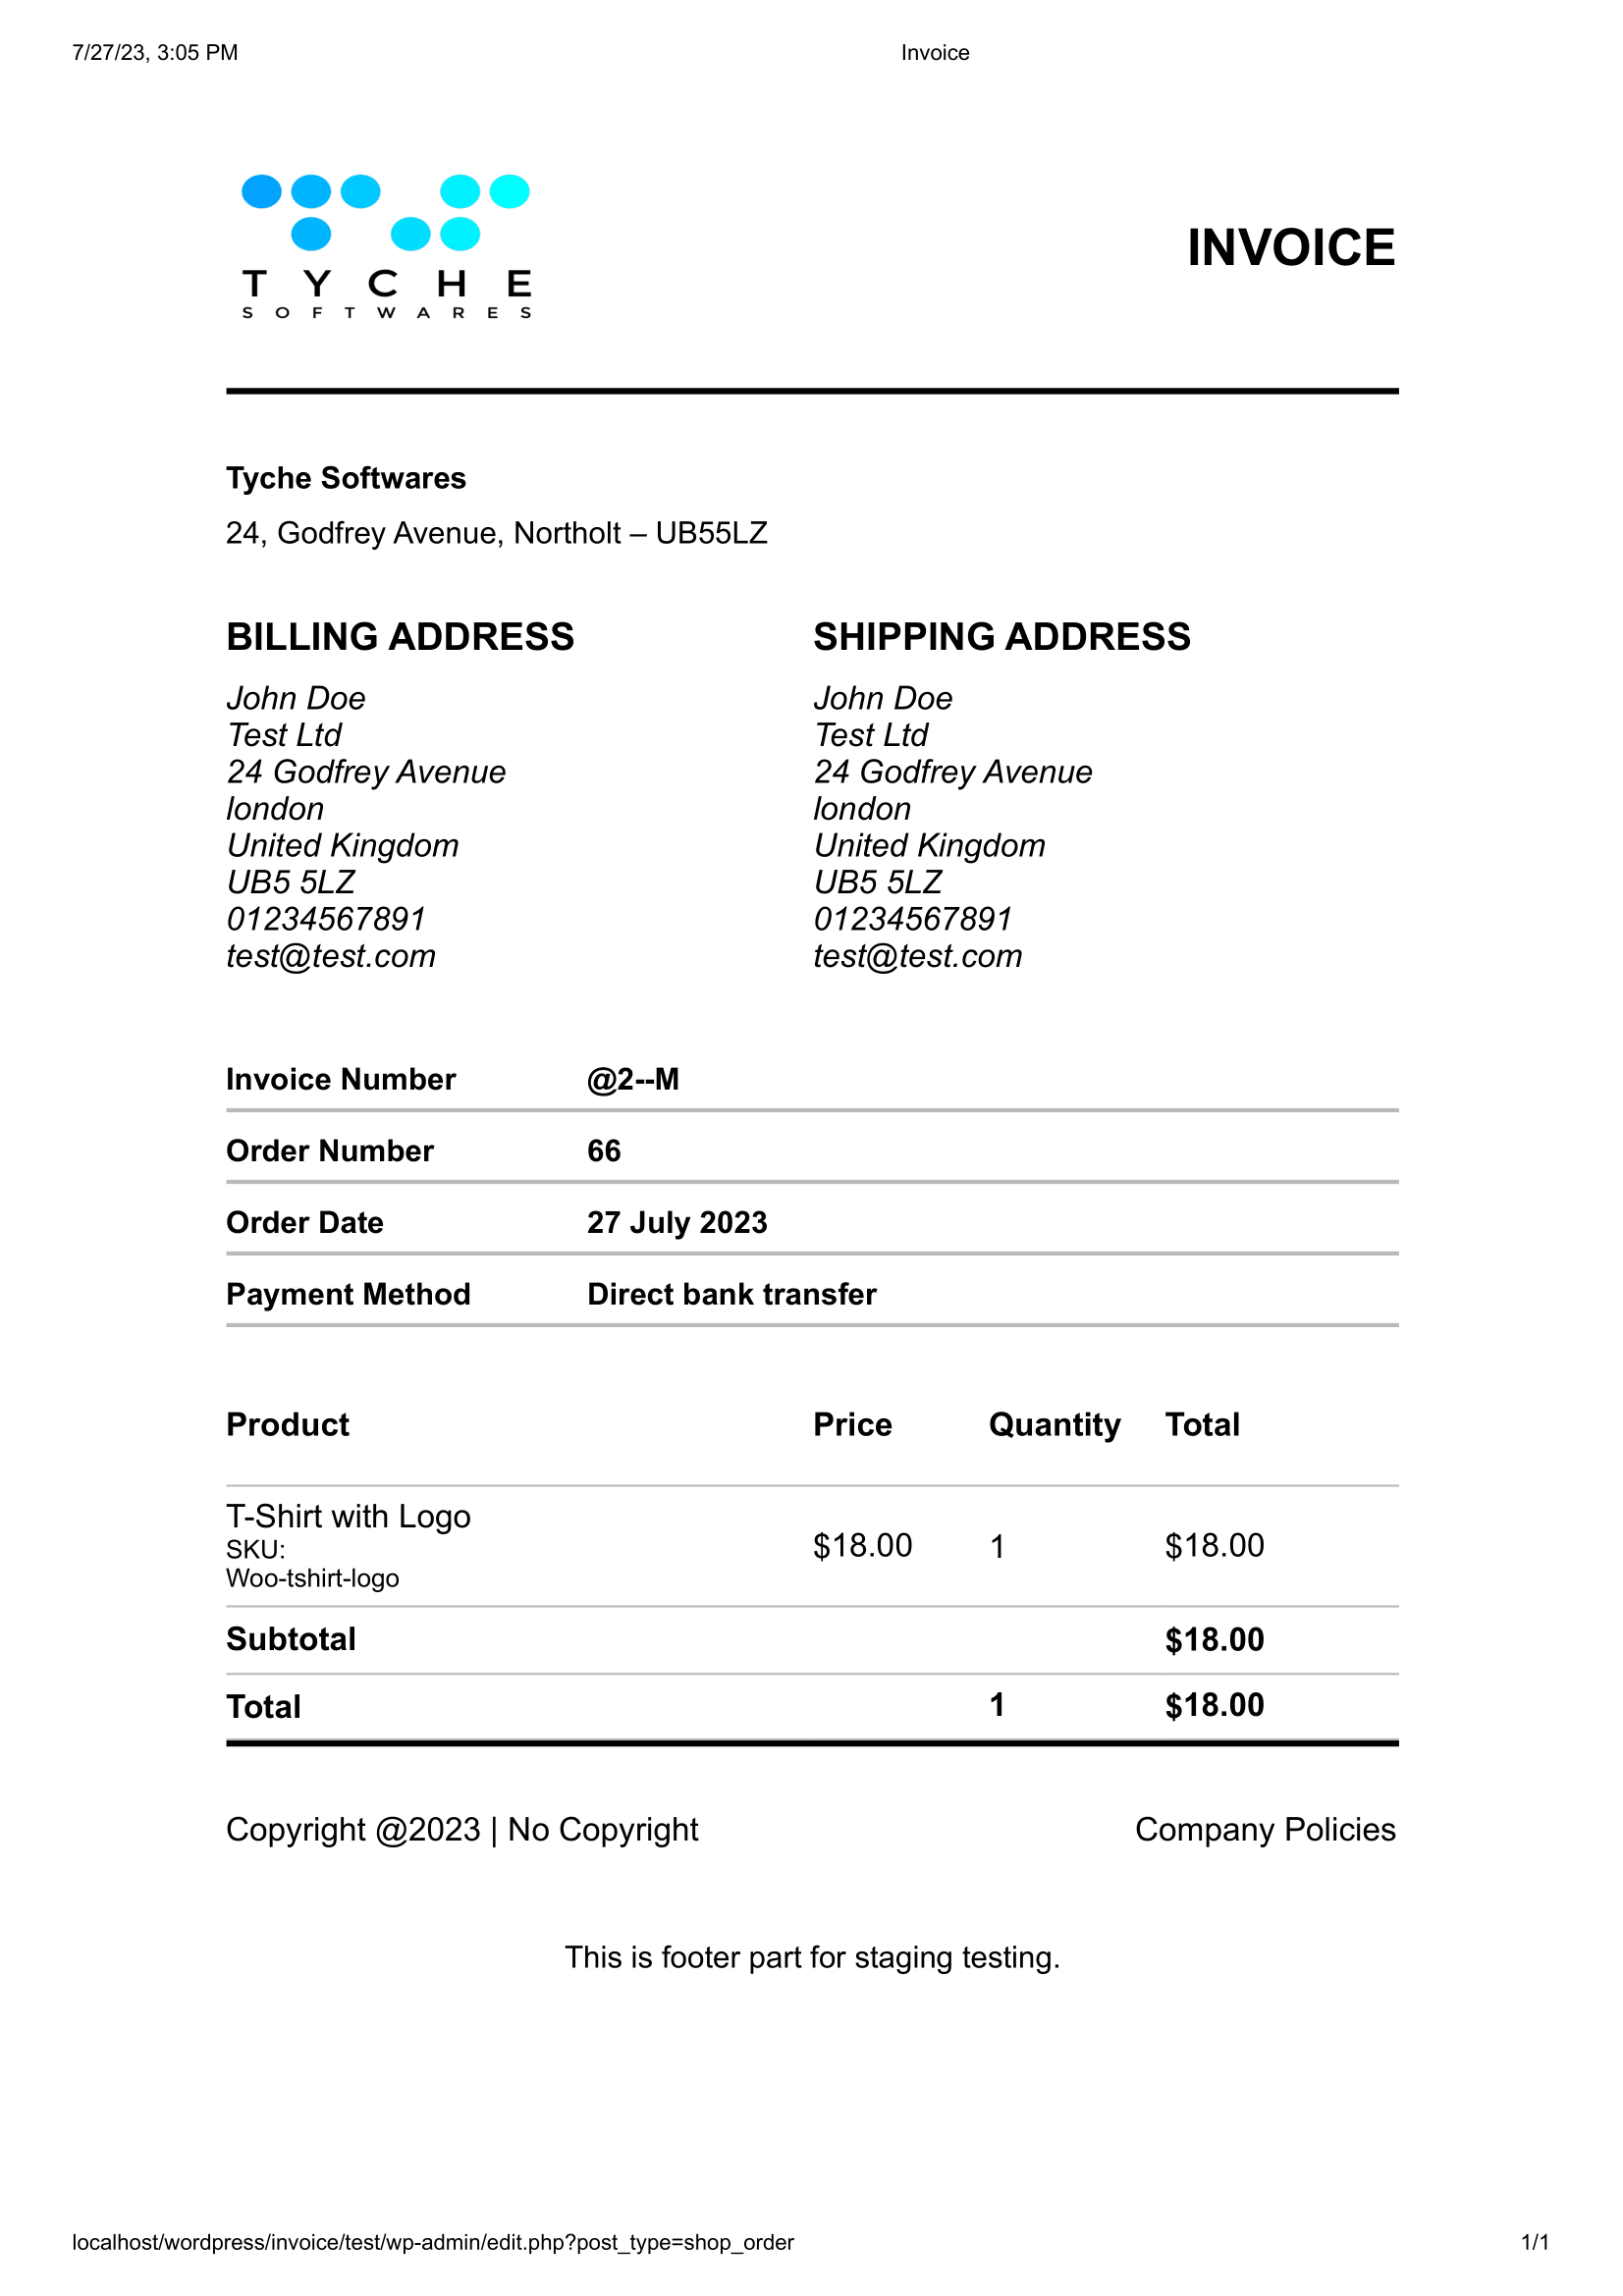 7/27/23, 3:05 PM Invoice
TYCHE
SOFTWARES
INVOICE
Tyche Softwares
24, Godfrey Avenue, Northolt – UB55LZ
BILLING ADDRESS SHIPPING ADDRESS
John Doe John Doe
Test Ltd Test Ltd
24 Godfrey Avenue 24 Godfrey Avenue
london london
United Kingdom United Kingdom
UB5 5LZ UB5 5LZ
01234567891 01234567891
test@test.com test@test.com
Invoice Number @2--M
Order Number 66
Order Date 27 July 2023
Payment Method Direct bank transfer
Product Price Quantity Total
T-Shirt with Logo
SKU:
Woo-tshirt-logo
$18.00 1 $18.00
Subtotal $18.00
Total 1 $18.00
Copyright @2023 | No Copyright Company Policies
This is footer part for staging testing.
localhost/wordpress/invoice/test/wp-admin/edit.php?post_type=shop_order 1/1